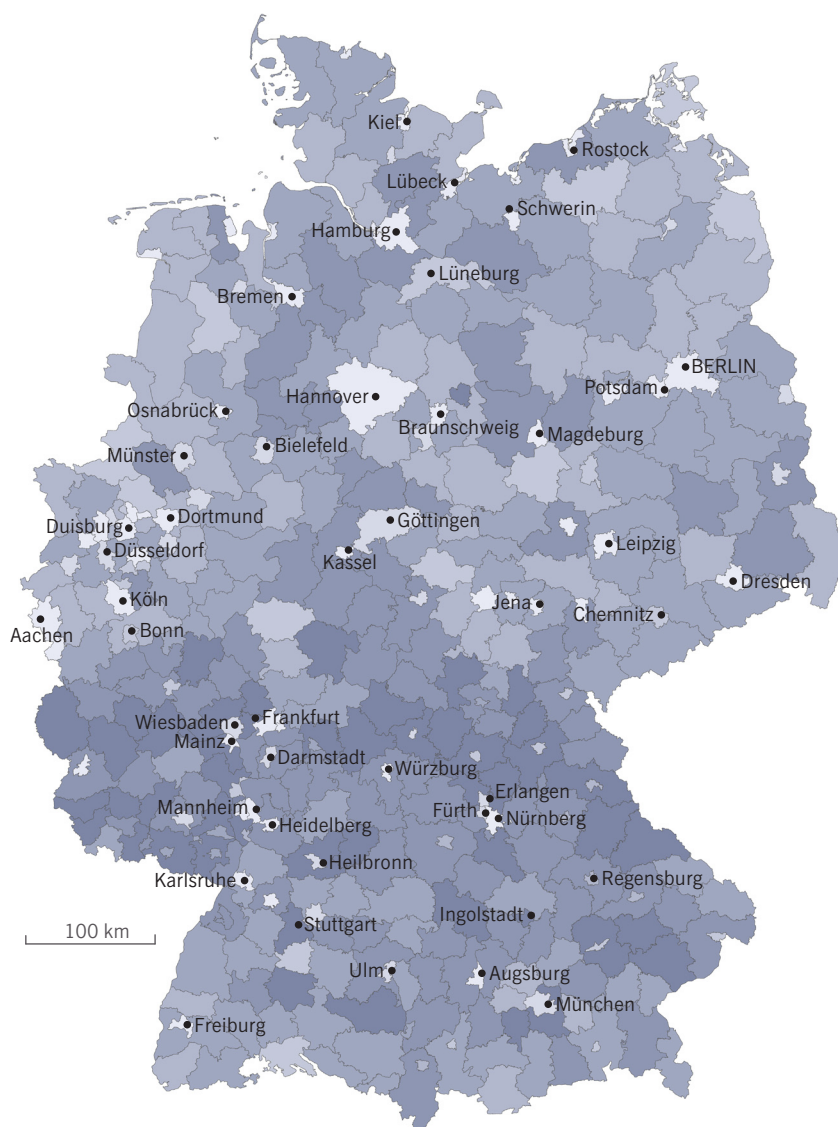 Kiel
Rostock
Lübeck
Schwerin
Hamburg
Lüneburg
Bremen
BERLIN
Hannover
Potsdam
Osnabrück
Braunschweig
Magdeburg
Bielefeld
Münster
Dortmund
Göttingen
Duisburg
Leipzig
Düsseldorf
Kassel
Dresden
Köln
Jena
Chemnitz
Aachen
Bonn
Frankfurt
Wiesbaden
Mainz
Darmstadt
Würzburg
Erlangen
Mannheim
Fürth
Nürnberg
Heidelberg
Heilbronn
Karlsruhe
Regensburg
Ingolstadt
Stuttgart
100 km
Ulm
Augsburg
München
Freiburg